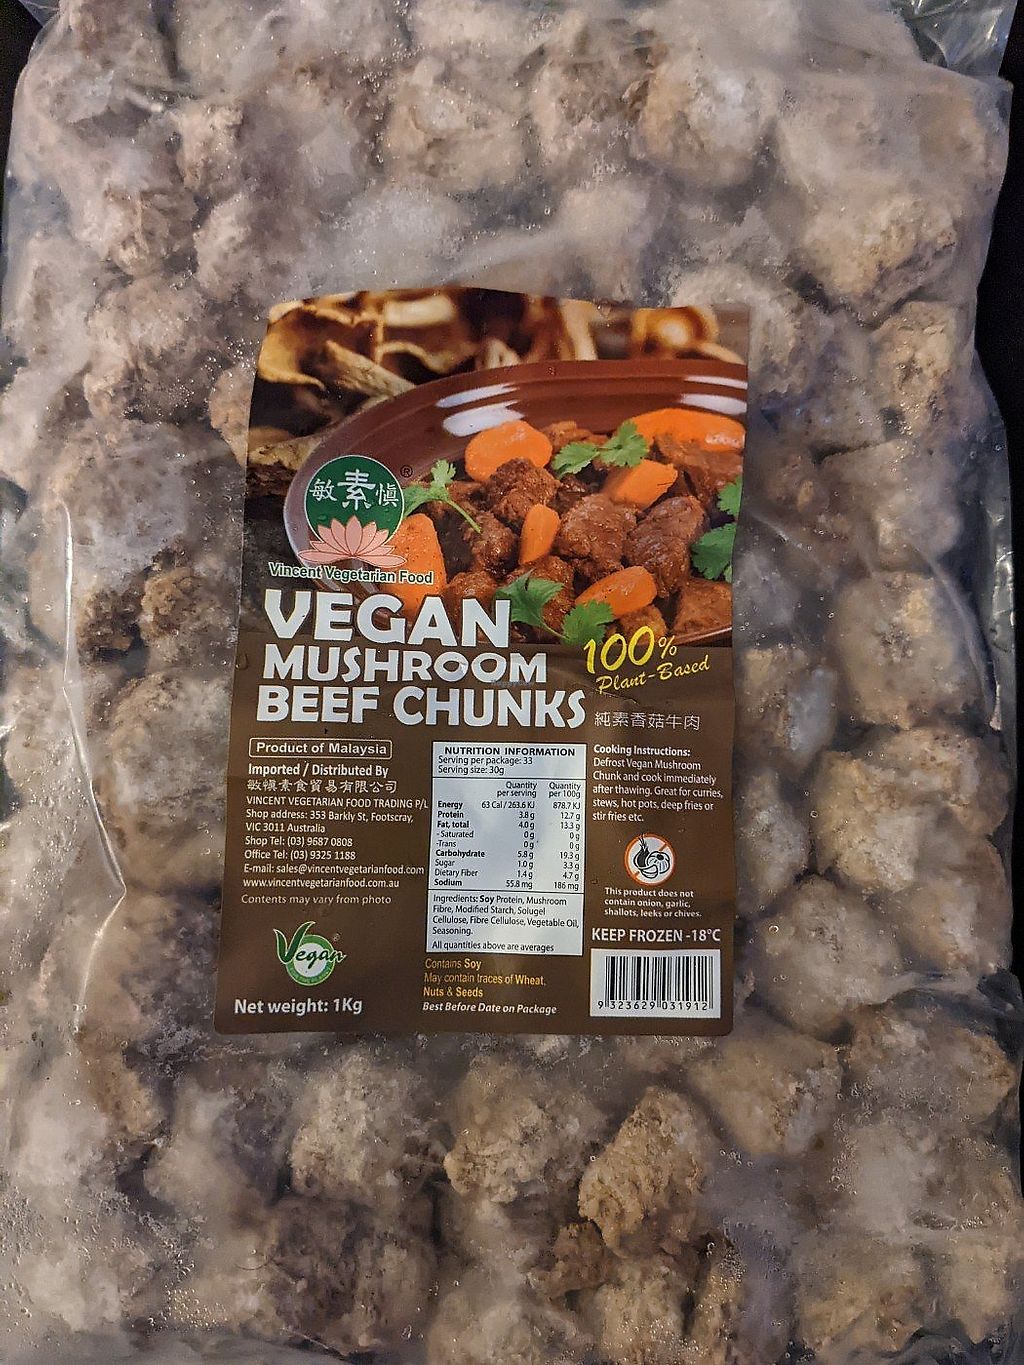 敏素慎
®
Vincent Vegetarian Food
VEGAN
MUSHROOM
BEEF CHUNKS
100%
Plant-Based
純素香菇牛肉
Product of Malaysia
Imported / Distributed By
敏慎素食貿易有限公司
VINCENT VEGETARIAN FOOD TRADING P/L
Shop address: 353 Barkly St, Footscray,
VIC 3011 Australia
Shop Tel: (03) 9687 0808
Office Tel: (03) 9325 1188
E-mail: sales@vincentvegetarianfood.com
www.vincentvegetarianfood.com.au
Contents may vary from photo
Vegan
Net weight: 1Kg
NUTRITION INFORMATION
Serving per package: 33
Serving size: 30g
Quantity per serving Quantity per 100g
Energy 63 Cal / 263.6 KJ 878.7 KJ
Protein 3.8 g 12.7 g
Fat, total 4.0 g 13.3 g
- Saturated 0 g 0 g
-Trans 0 g 0 g
Carbohydrate 5.8 g 19.3 g
Sugar 1.0 g 3.3 g
Dietary Fiber 1.4 g 4.7 g
Sodium 55.8 mg 186 mg
Ingredients: Soy Protein, Mushroom
Fibre, Modified Starch, Solugel
Cellulose, Fibre Cellulose, Vegetable Oil,
Seasoning.
All quantities above are averages
Contains Soy
May contain traces of Wheat,
Nuts & Seeds
Best Before Date on Package
Cooking Instructions:
Defrost Vegan Mushroom
Chunk and cook immediately
after thawing. Great for curries,
stews, hot pots, deep fries or
stir fries etc.
This product does not
contain onion, garlic,
shallots, leeks or chives.
KEEP FROZEN -18°C
9 323629 031912